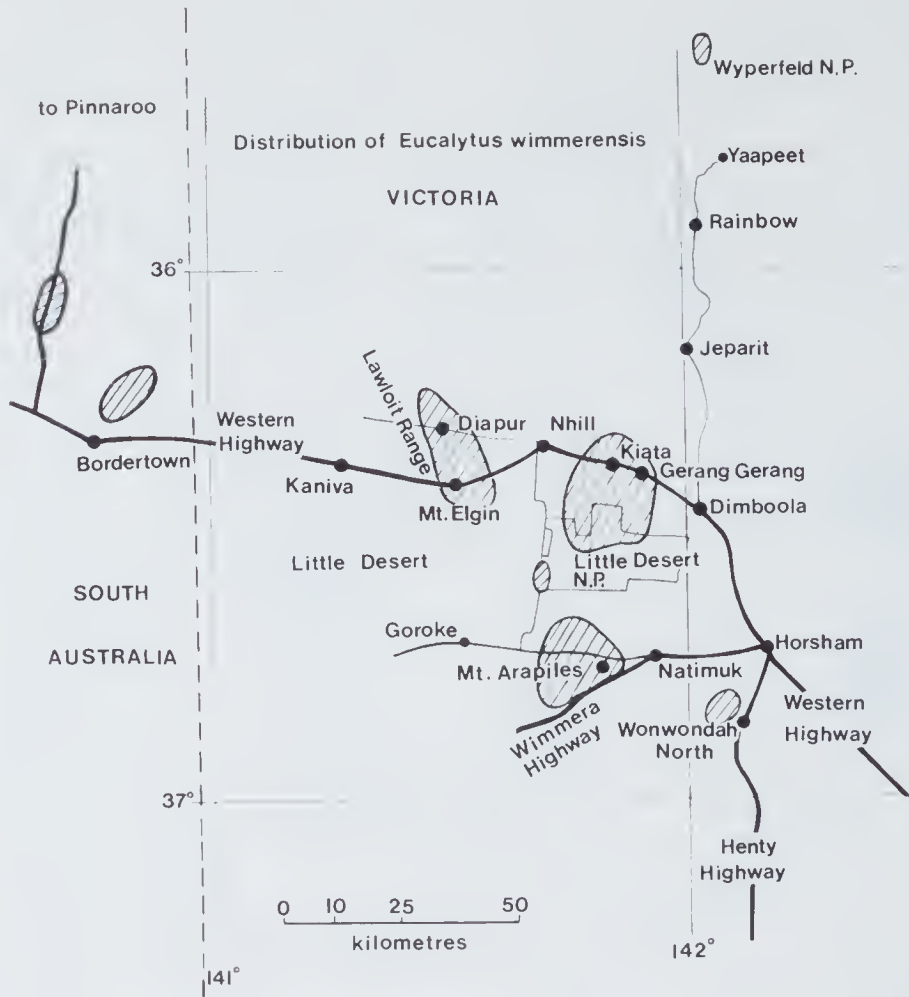 to Pinnaroo
Wyperfeld N.P.
Distribution of Eucalytus wimmerensis
VICTORIA
Yaapeet
Rainbow
36°
Jeparit
Lawloit Range
Diapur
Nhill
Kiata
Gerang Gerang
Western
Highway
Bordertown
Kaniva
Mt. Elgin
Dimboola
Little Desert
Little Desert
N.P.
SOUTH
AUSTRALIA
Goroke
Mt. Arapiles
Natimuk
Horsham
Wimmera
Highway
Wonwondah
North
Western
Highway
37°
Henty
Highway
0 10 25 50
kilometres
141°
142°